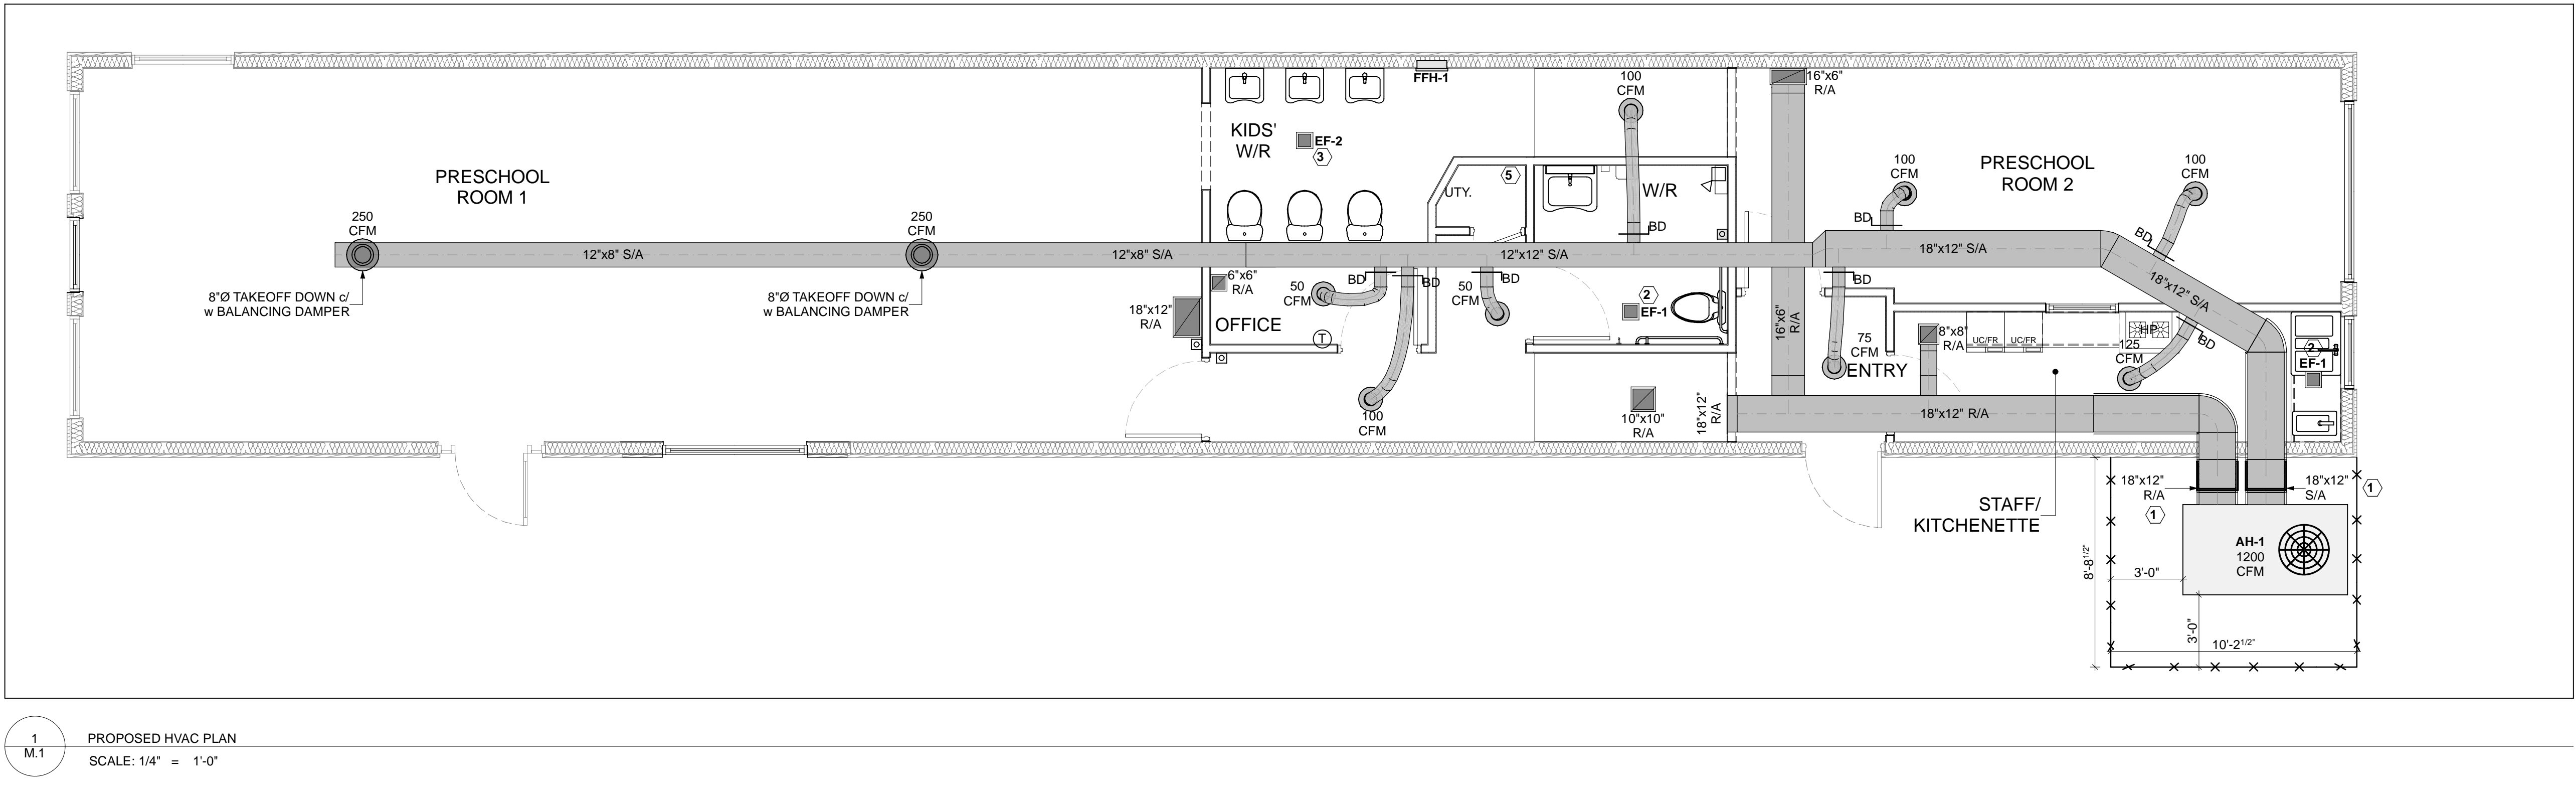 FFH-1
100
CFM
16"x6"
R/A
KIDS'
W/R
EF-2
3
PRESCHOOL
ROOM 1
UTY.
5
W/R
100
CFM
PRESCHOOL
ROOM 2
100
CFM
250
CFM
250
CFM
BD
BD
BD
12"x8" S/A
12"x8" S/A
12"x12" S/A
18"x12" S/A
18"x12" S/A
6"x6"
R/A
50
CFM
BD
BD
50
CFM
BD
BD
8"Ø TAKEOFF DOWN c/
w BALANCING DAMPER
8"Ø TAKEOFF DOWN c/
w BALANCING DAMPER
18"x12"
R/A
OFFICE
T
2
EF-1
16"x6"
R/A
75
CFM
ENTRY
8"x8"
R/A
UC/FR
UC/FR
HP
BD
125
CFM
2
EF-1
100
CFM
10"x10"
R/A
18"x12"
R/A
18"x12" R/A
STAFF/
KITCHENETTE
18"x12"
R/A
1
18"x12"
S/A
1
AH-1
1200
CFM
8'-8 1/2"
3'-0"
3'-0"
10'-2 1/2"
1
M.1
PROPOSED HVAC PLAN
SCALE: 1/4" = 1'-0"